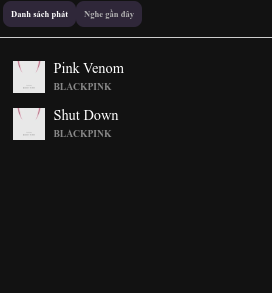 Danh sách phát Nghe gần đây
Pink Venom
BLACKPINK
Shut Down
BLACKPINK